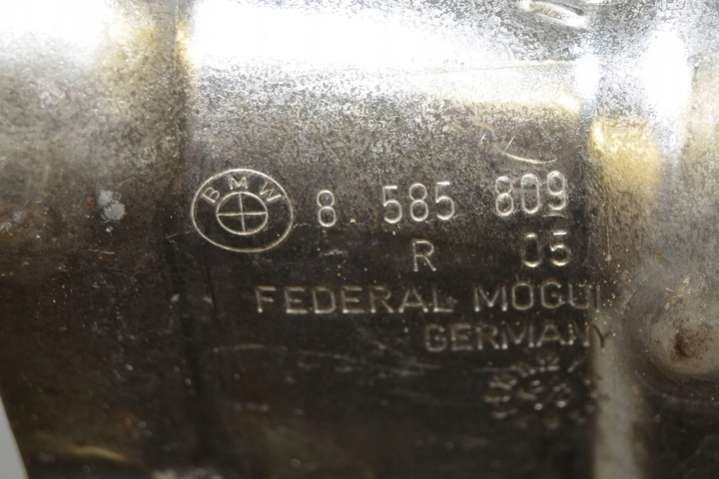 BMW 8 585 809
R 05
FEDERAL MOGUL
GERMANY